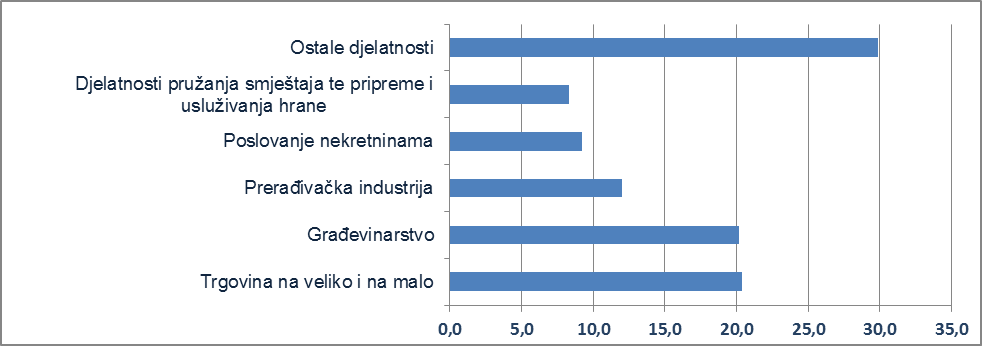 Ostale djelatnosti
Djelatnosti pružanja smještaja te pripreme i
usluživanja hrane
Poslovanje nekretninama
Prerađivačka industrija
Građevinarstvo
Trgovina na veliko i na malo
0,0 5,0 10,0 15,0 20,0 25,0 30,0 35,0